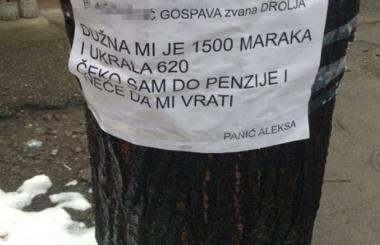 GOSPAVA zvana DROLJA
DUŽNA MI JE 1500 MARAKA
I UKRALA 620
ČEKO SAM DO PENZIJE I
NEĆE DA MI VRATI
PANIĆ ALEKSA